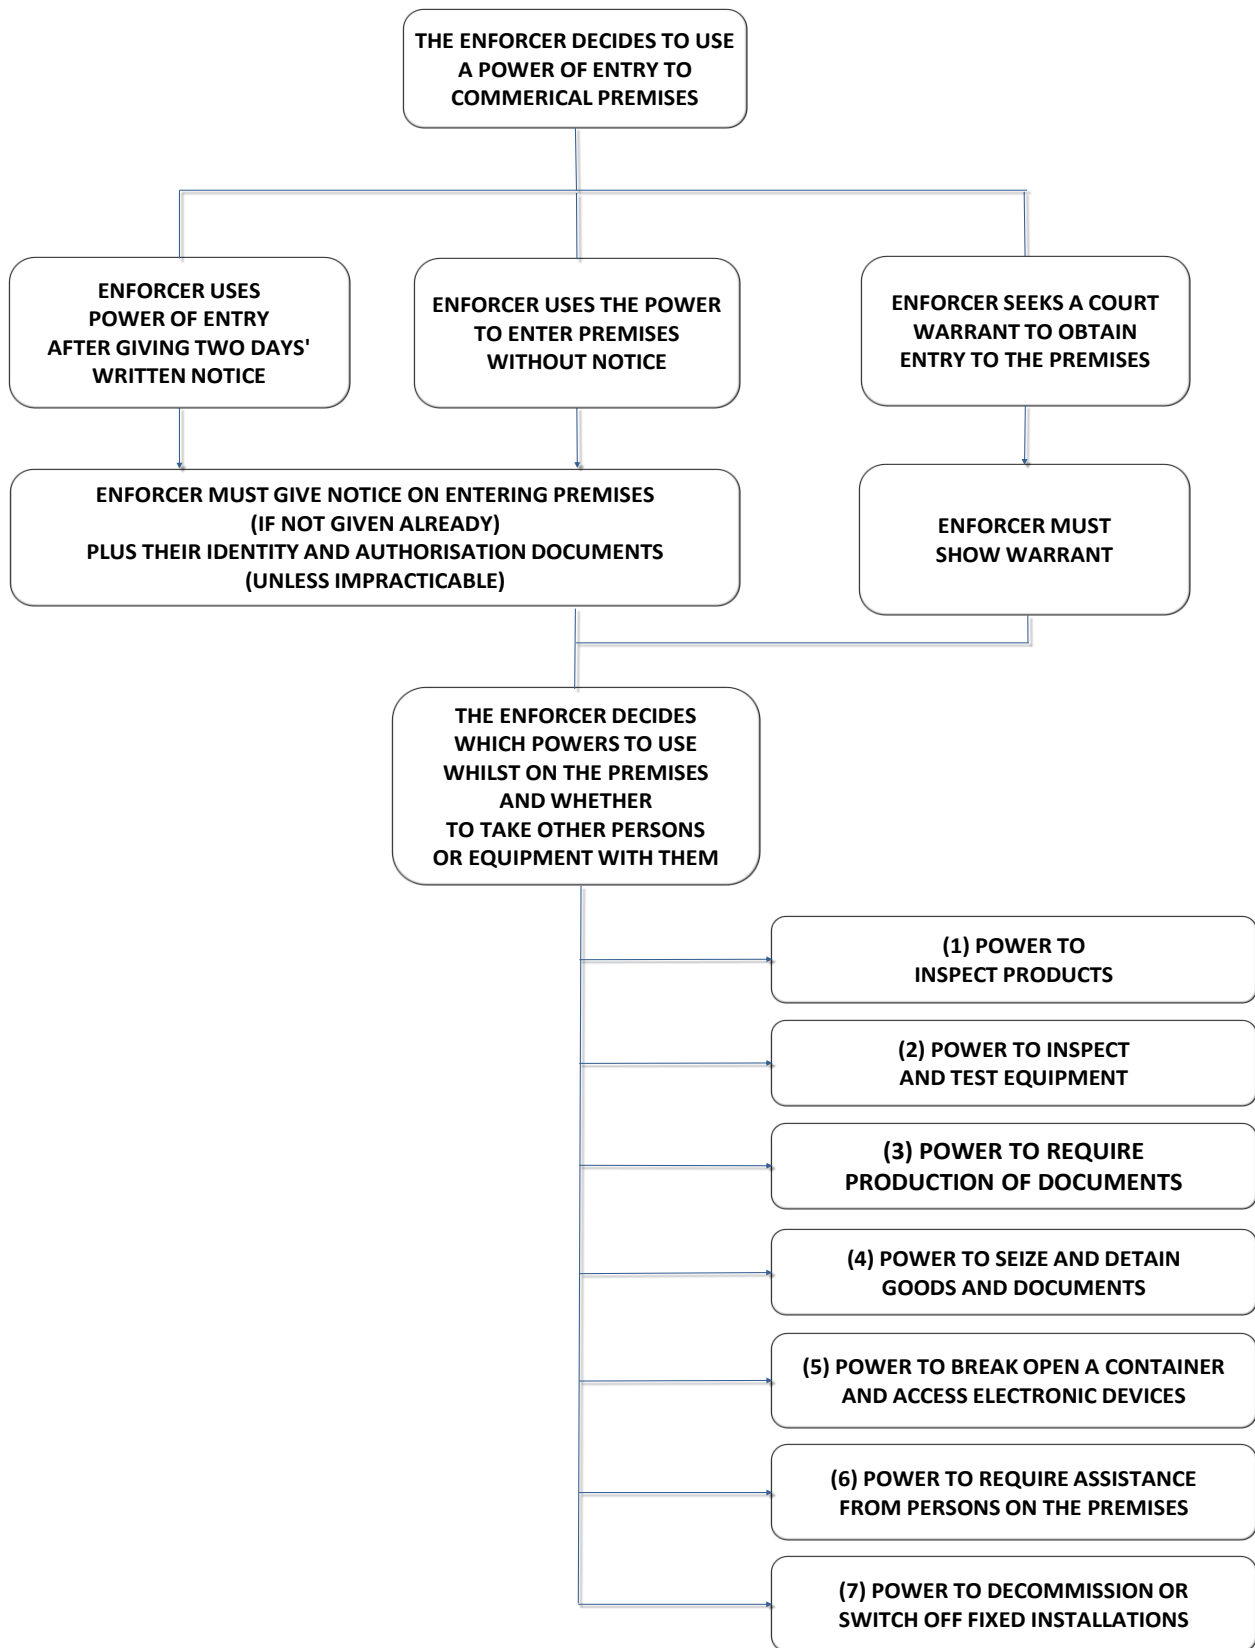 THE ENFORCER DECIDES TO USE
A POWER OF ENTRY TO
COMMERICAL PREMISES
ENFORCER USES
POWER OF ENTRY
AFTER GIVING TWO DAYS'
WRITTEN NOTICE
ENFORCER USES THE POWER
TO ENTER PREMISES
WITHOUT NOTICE
ENFORCER SEEKS A COURT
WARRANT TO OBTAIN
ENTRY TO THE PREMISES
ENFORCER MUST GIVE NOTICE ON ENTERING PREMISES
(IF NOT GIVEN ALREADY)
PLUS THEIR IDENTITY AND AUTHORISATION DOCUMENTS
(UNLESS IMPRACTICABLE)
ENFORCER MUST
SHOW WARRANT
THE ENFORCER DECIDES
WHICH POWERS TO USE
WHILST ON THE PREMISES
AND WHETHER
TO TAKE OTHER PERSONS
OR EQUIPMENT WITH THEM
(1) POWER TO
INSPECT PRODUCTS
(2) POWER TO INSPECT
AND TEST EQUIPMENT
(3) POWER TO REQUIRE
PRODUCTION OF DOCUMENTS
(4) POWER TO SEIZE AND DETAIN
GOODS AND DOCUMENTS
(5) POWER TO BREAK OPEN A CONTAINER
AND ACCESS ELECTRONIC DEVICES
(6) POWER TO REQUIRE ASSISTANCE
FROM PERSONS ON THE PREMISES
(7) POWER TO DECOMMISSION OR
SWITCH OFF FIXED INSTALLATIONS